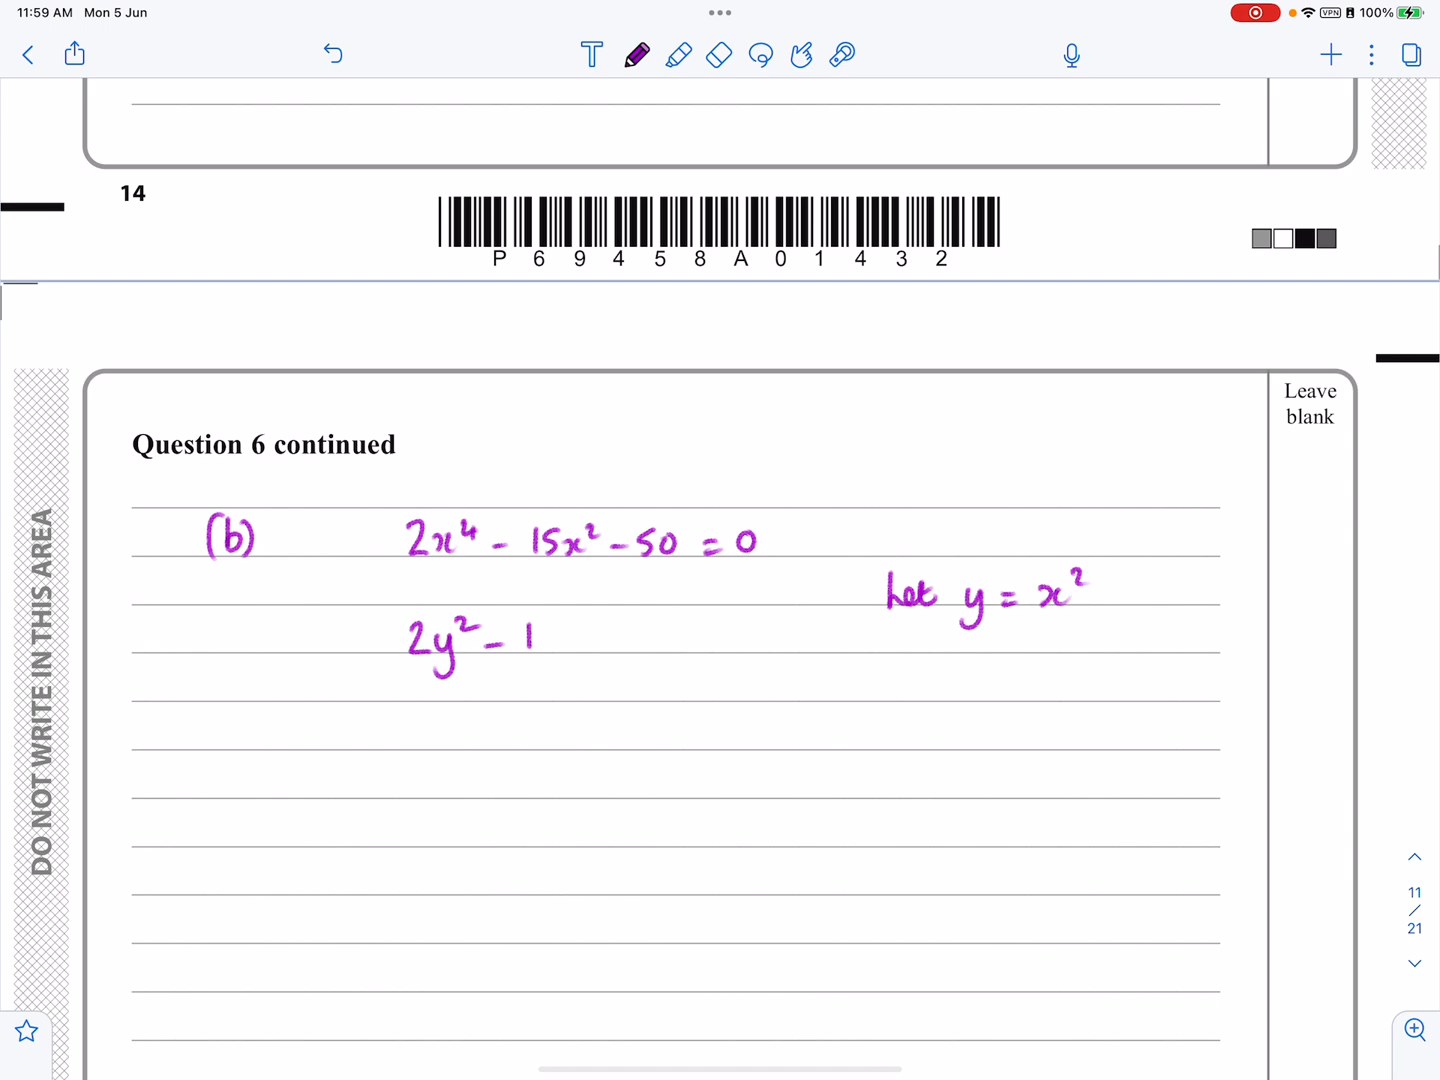 11:59 AM Mon 5 Jun
VPN 100%
T
14
P 6 9 4 5 8 A 0 1 4 3 2
Leave
blank
Question 6 continued
DO NOT WRITE IN THIS AREA
(b) 2x⁴ - 15x² - 50 = 0
Let y = x²
2y² - 1
11
/
21